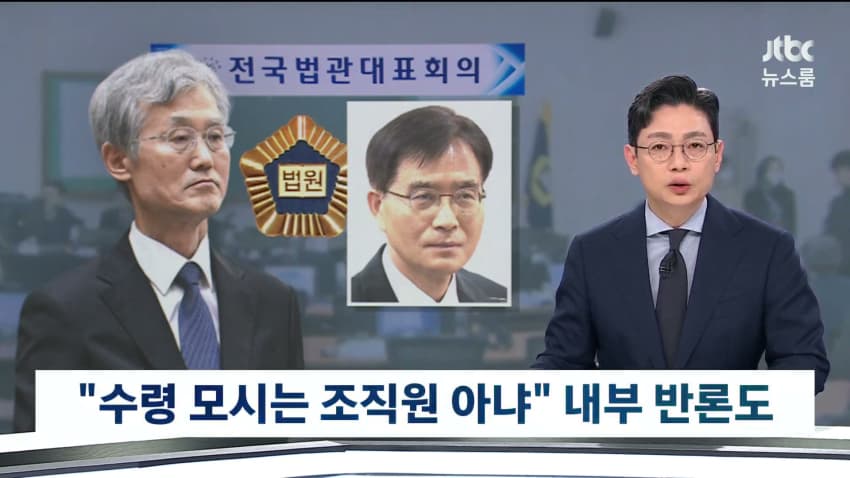 전국법관대표회의
jtbc
뉴스룸
법원
"수령 모시는 조직원 아냐" 내부 반론도